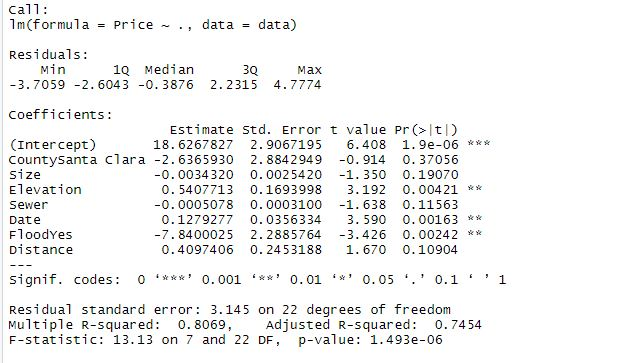 Call:
lm(formula = Price ~ ., data = data)
Residuals:
Min 1Q Median 3Q Max
-3.7059 -2.6043 -0.3876 2.2315 4.7774
Coefficients:
Estimate Std. Error t value Pr(>|t|)
(Intercept) 18.6267827 2.9067195 6.408 1.9e-06 ***
CountySanta Clara -2.6365930 2.8842949 -0.914 0.37056
Size -0.0034320 0.0025420 -1.350 0.19070
Elevation 0.5407713 0.1693998 3.192 0.00421 **
Sewer -0.0005078 0.0003100 -1.638 0.11563
Date 0.1279277 0.0356334 3.590 0.00163 **
FloodYes -7.8400025 2.2885764 -3.426 0.00242 **
Distance 0.4097406 0.2453188 1.670 0.10904
---
Signif. codes: 0 ‘***’ 0.001 ‘**’ 0.01 ‘*’ 0.05 ‘.’ 0.1 ‘ ’ 1
Residual standard error: 3.145 on 22 degrees of freedom
Multiple R-squared: 0.8069, Adjusted R-squared: 0.7454
F-statistic: 13.13 on 7 and 22 DF, p-value: 1.493e-06